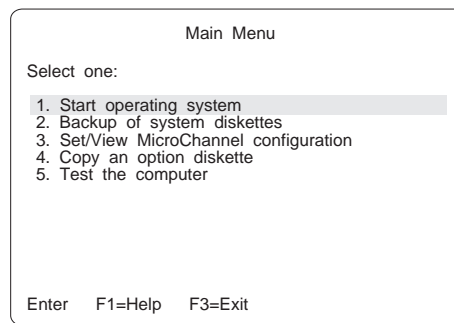 Main Menu
Select one:
1. Start operating system
2. Backup of system diskettes
3. Set/View MicroChannel configuration
4. Copy an option diskette
5. Test the computer
Enter F1=Help F3=Exit